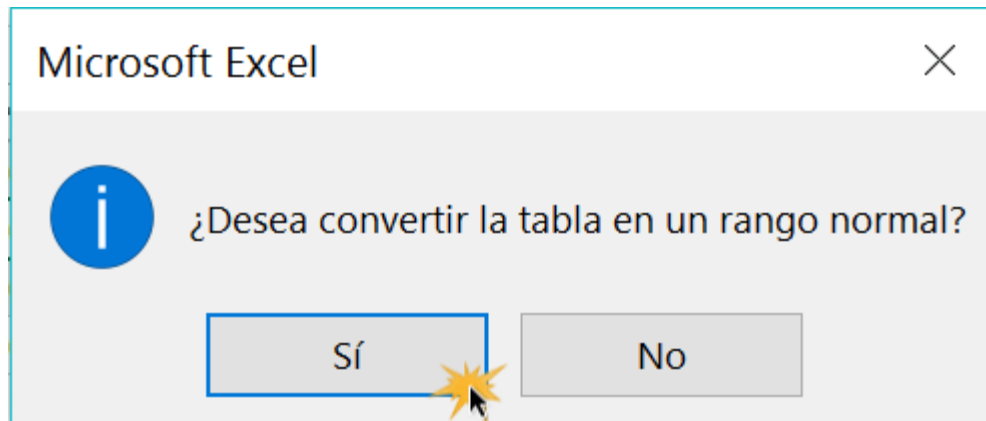 Microsoft Excel
¿Desea convertir la tabla en un rango normal?
Sí No